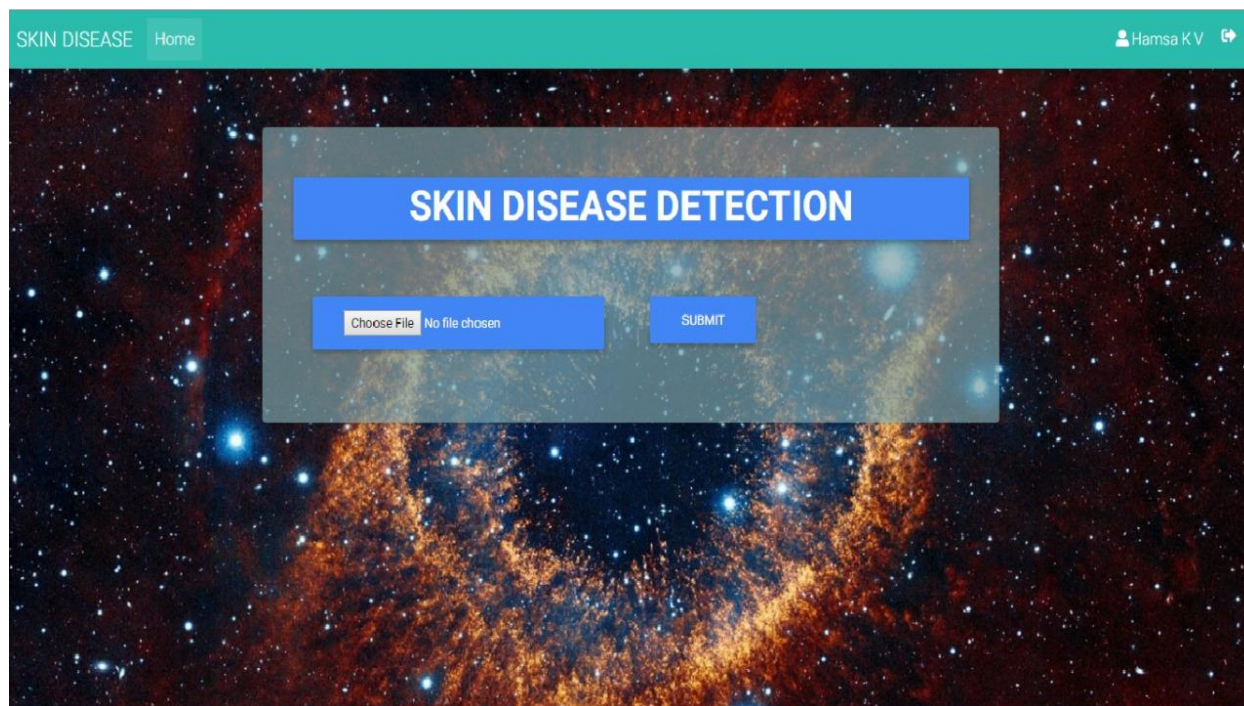 SKIN DISEASE Home Hamsa K V
SKIN DISEASE DETECTION
Choose File No file chosen SUBMIT